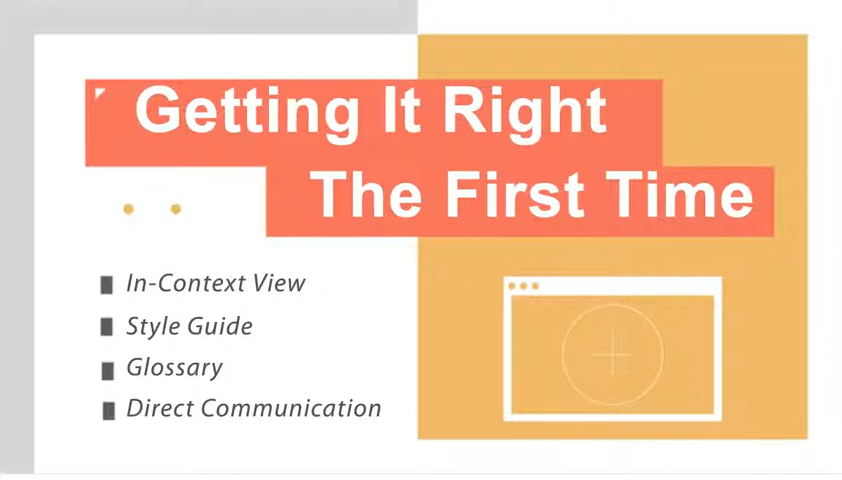 Getting It Right
The First Time
In-Context View
Style Guide
Glossary
Direct Communication